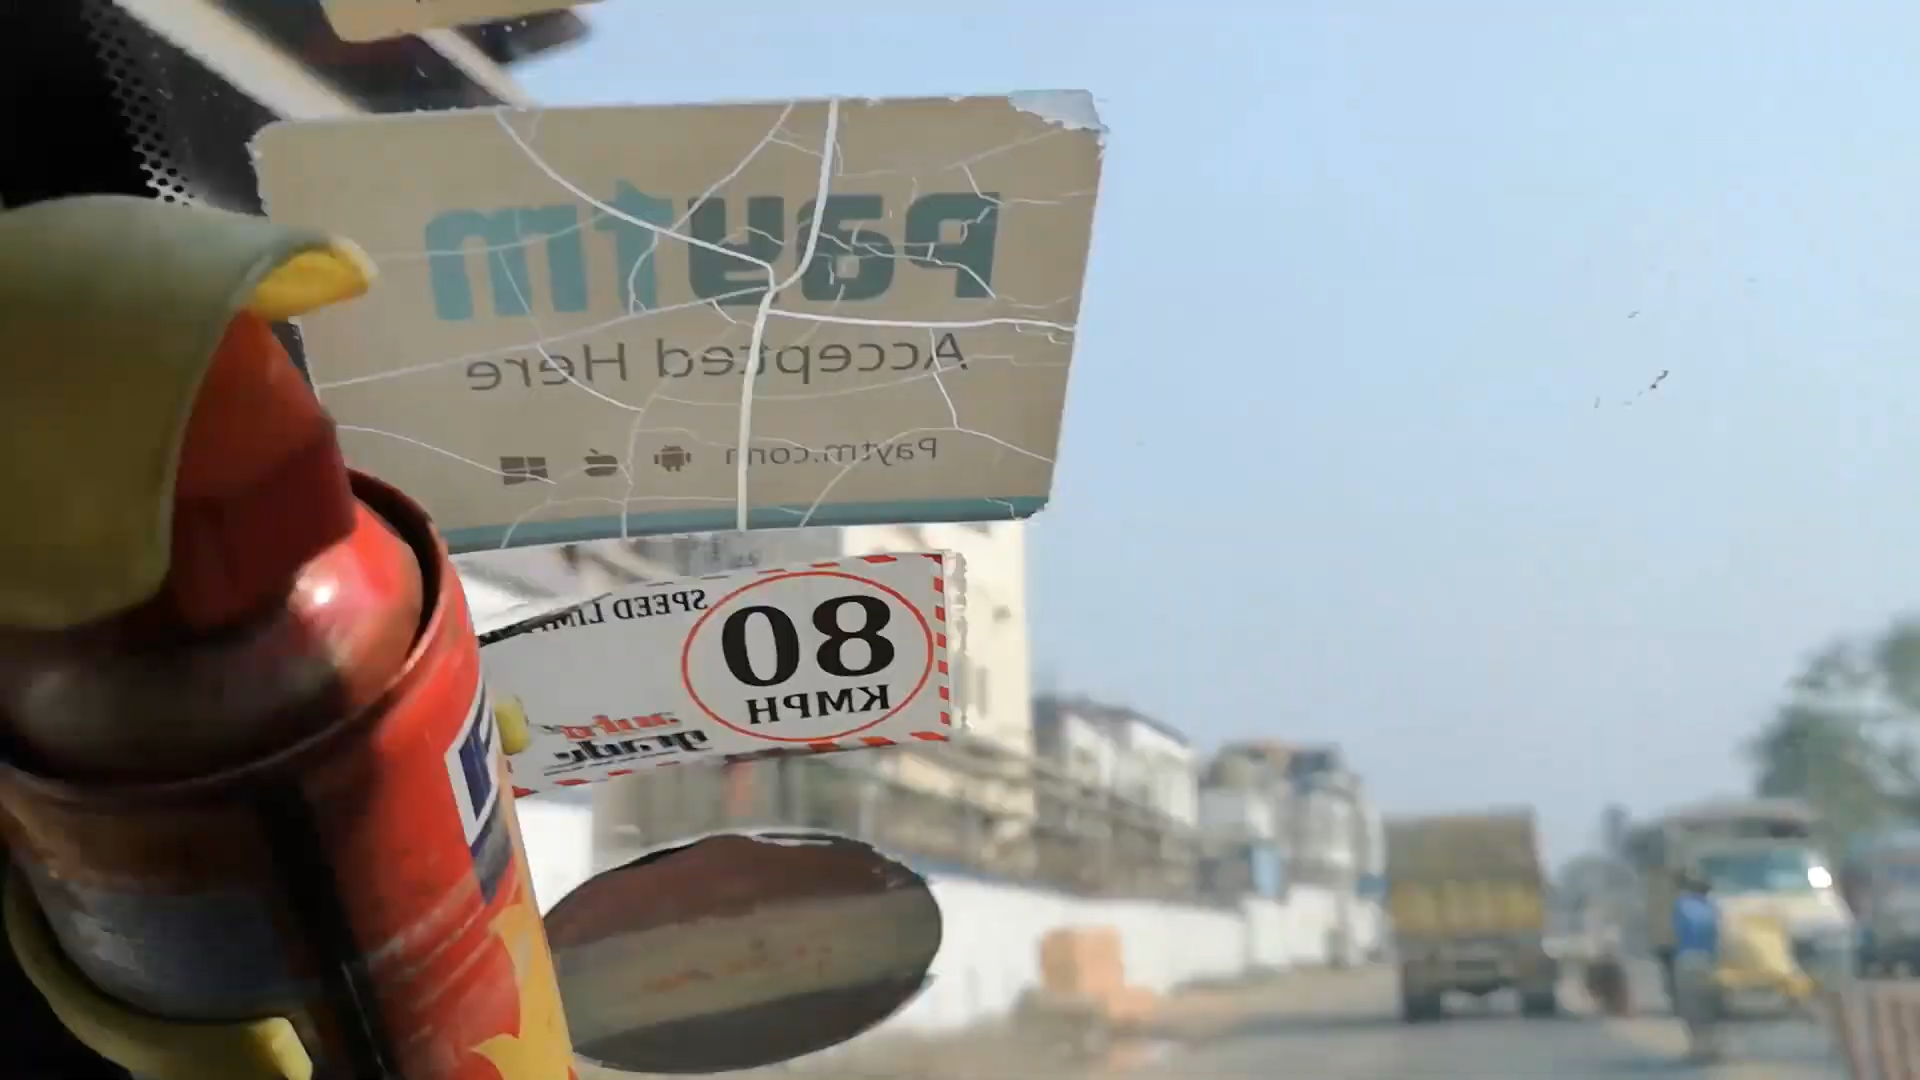 Paytm
Accepted Here
Paytm.com
SPEED LIMIT
80
KMPH